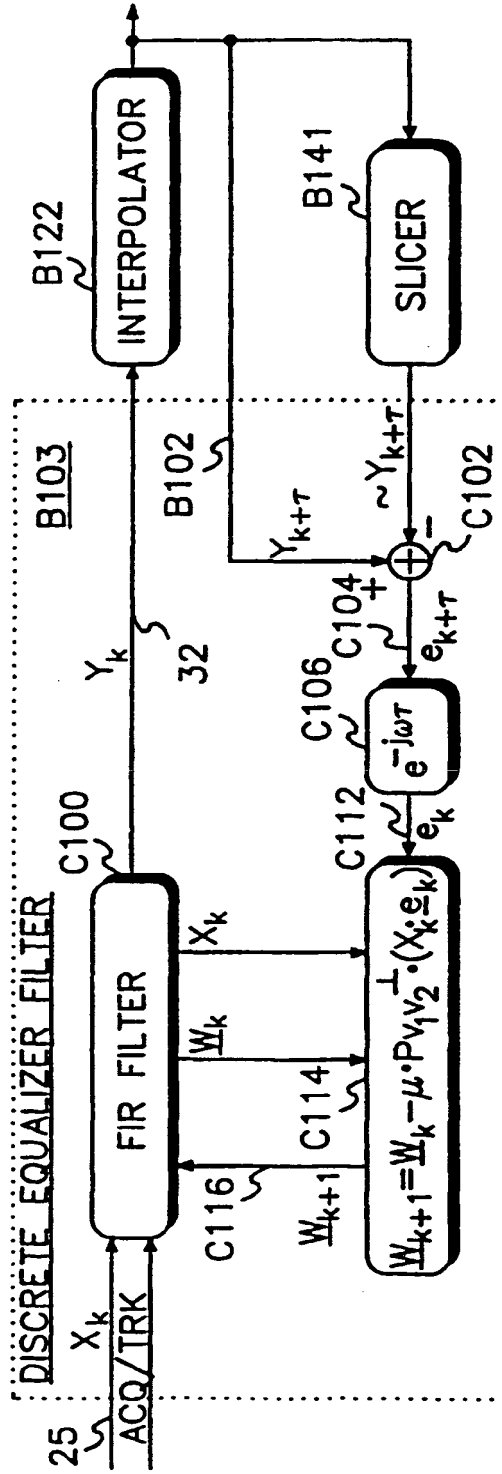 DISCRETE EQUALIZER FILTER
B103
25
X_k
ACQ/TRK
C100
FIR FILTER
Y_k
32
B122
INTERPOLATOR
B102
Y_{k+τ}
B141
SLICER
~Y_{k+τ}
C102
+
−
+
C104
e_{k+τ}
C106
e^{−jωτ}
C112
e_k
X_k
W_k
C114
C116
W_{k+1}
W_{k+1}=W_k−μ·Pv_1v_2^⊥·(X_k·e_k)